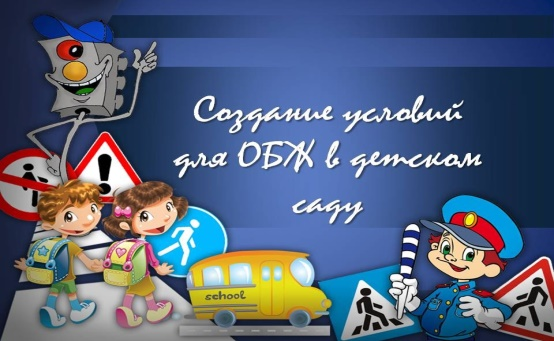 Создание условий
для ОБЖ в детском
саду
school